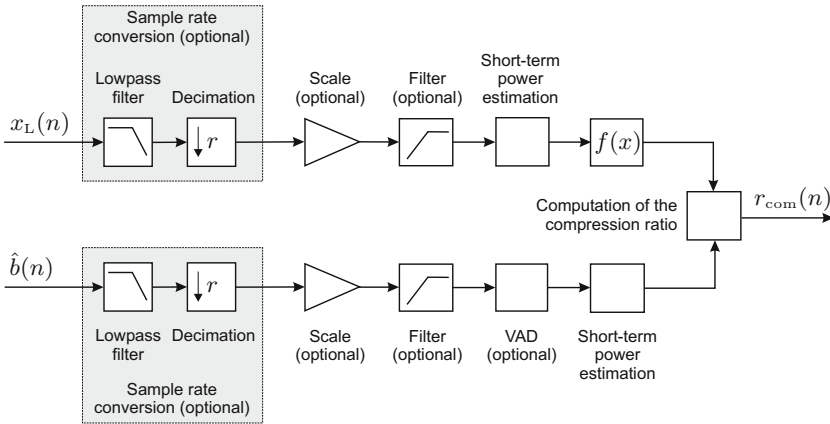 Sample rate
conversion (optional)
Lowpass
filter
Decimation
Scale
(optional)
Filter
(optional)
Short-term
power
estimation
x_L(n)
↓ r
f(x)
Computation of the
compression ratio
r_com(n)
b̂(n)
↓ r
Lowpass
filter
Decimation
Scale
(optional)
Filter
(optional)
VAD
(optional)
Short-term
power
estimation
Sample rate
conversion (optional)